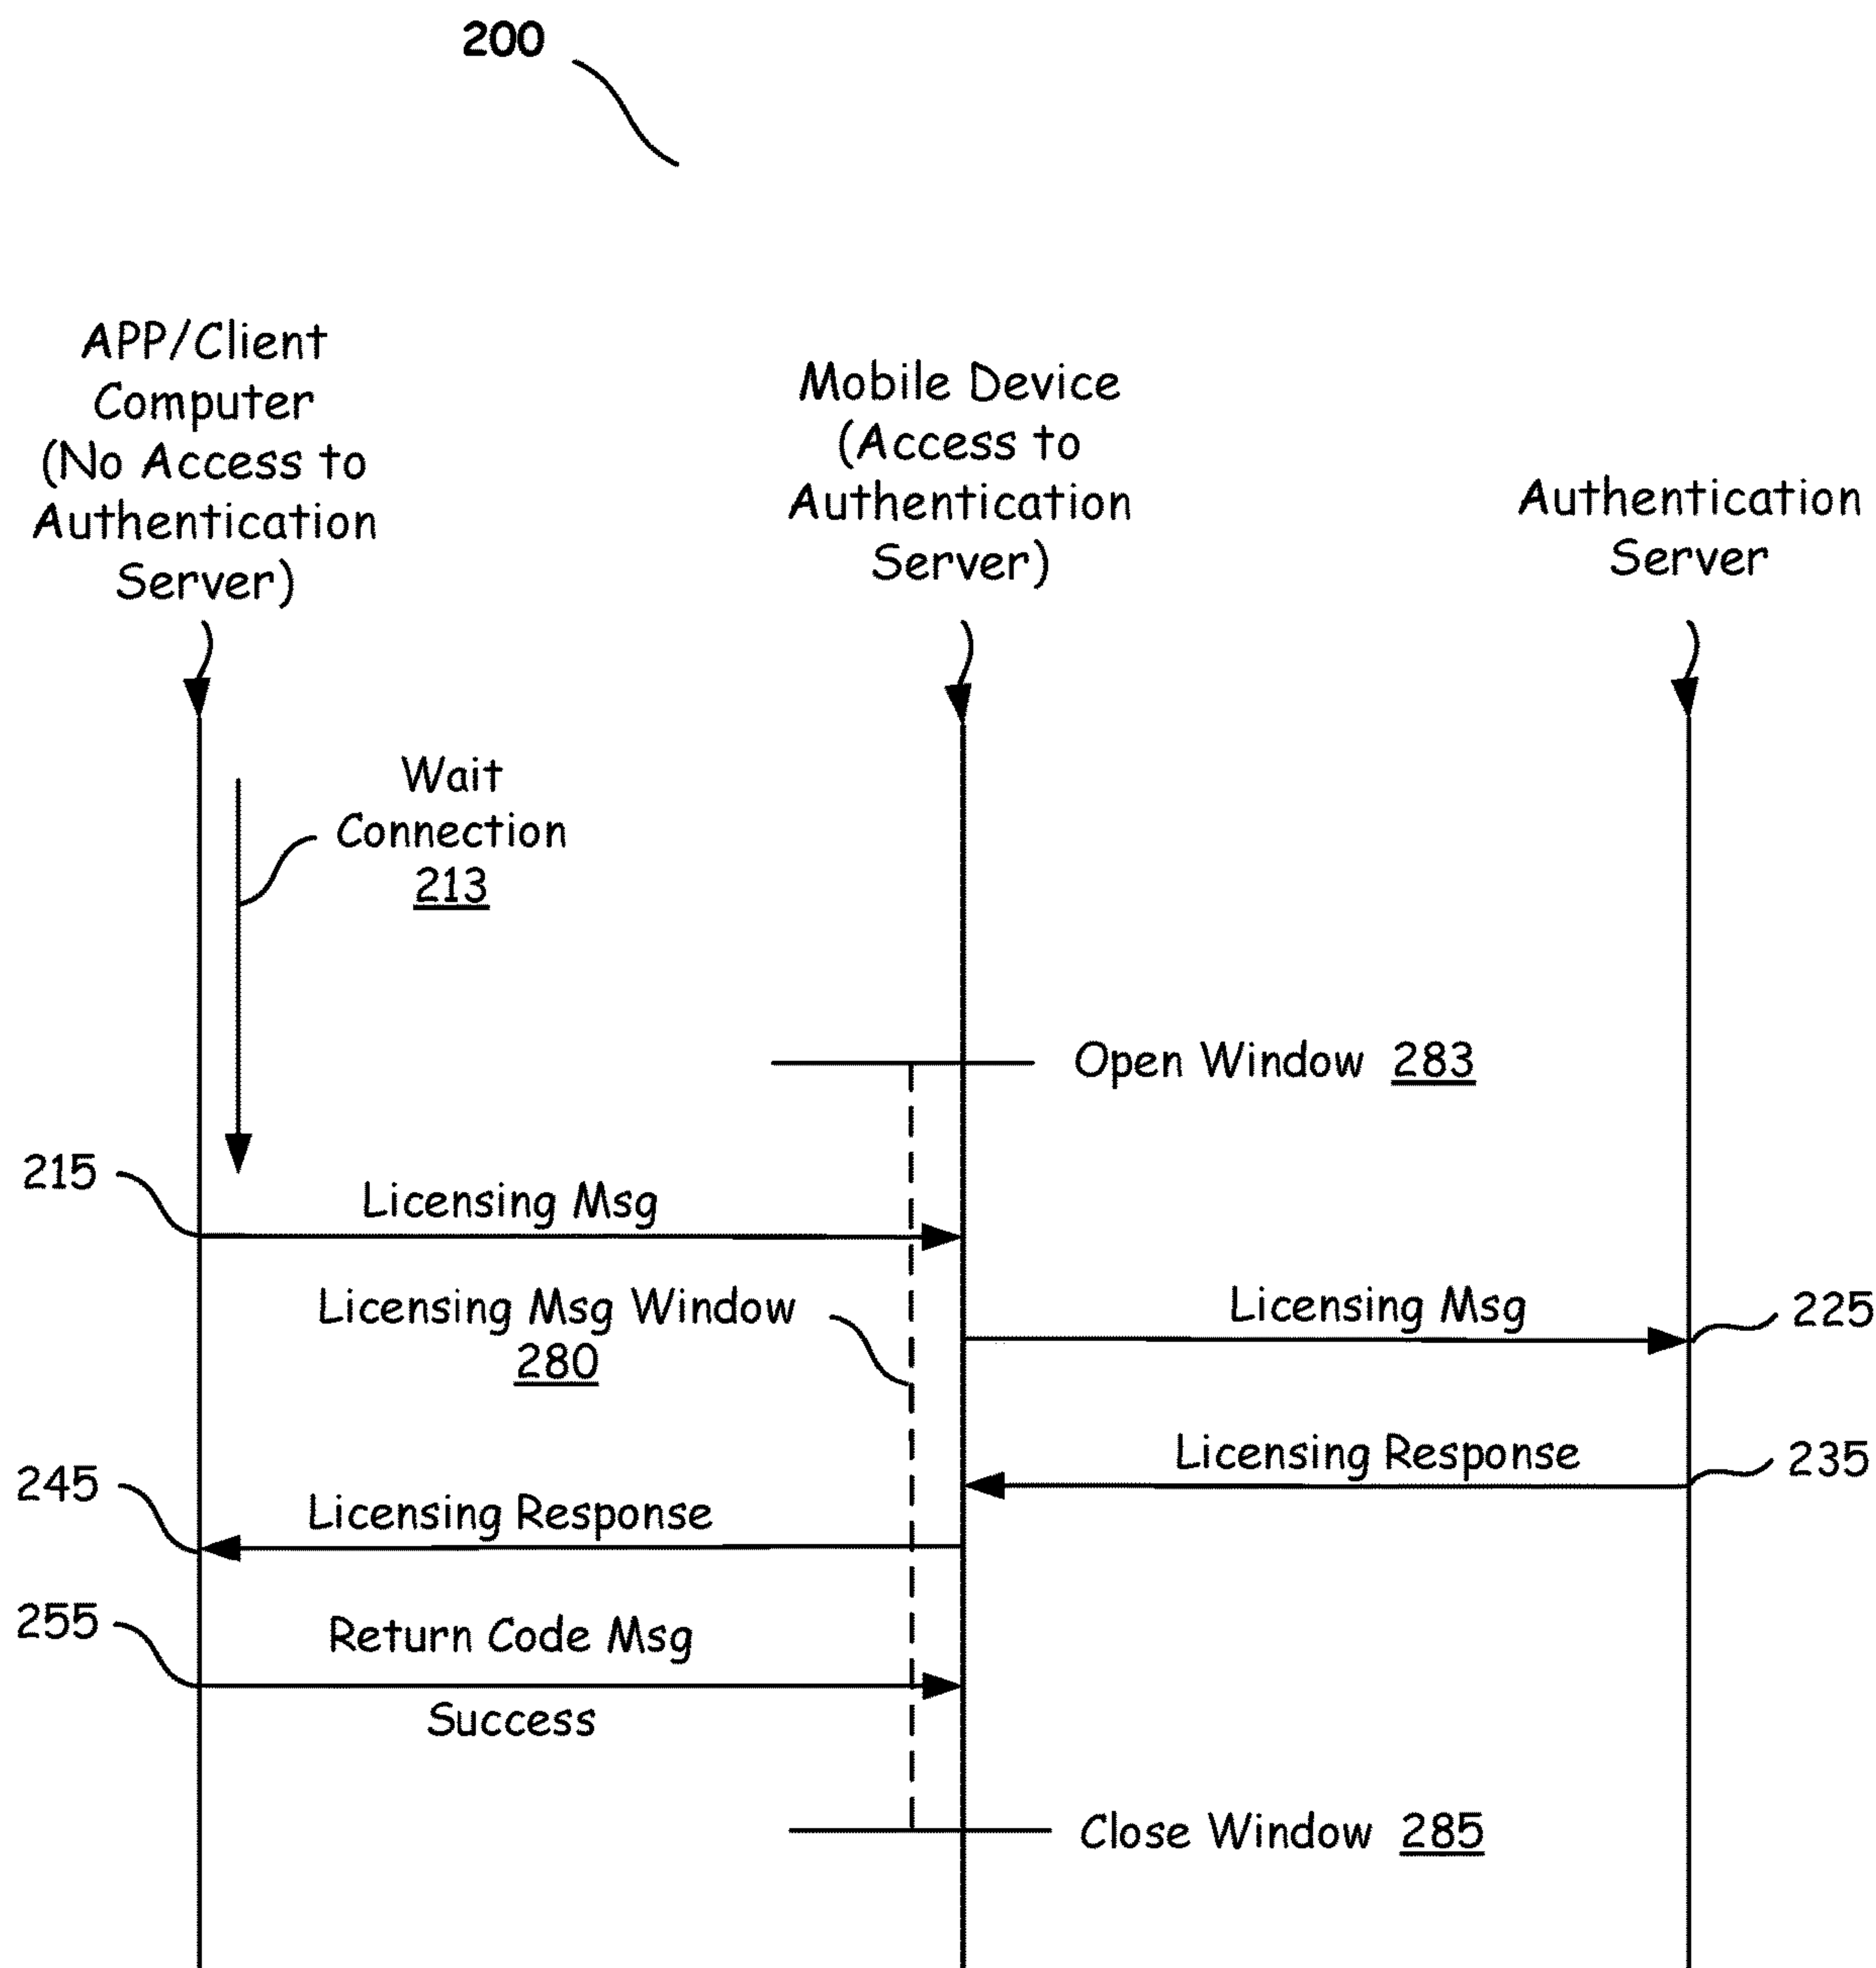 200
APP/Client
Computer
(No Access to
Authentication
Server)
Mobile Device
(Access to
Authentication
Server)
Authentication
Server
Wait
Connection
213
Open Window 283
215
Licensing Msg
Licensing Msg Window
280
Licensing Msg
225
Licensing Response
235
245
Licensing Response
255
Return Code Msg
Success
Close Window 285